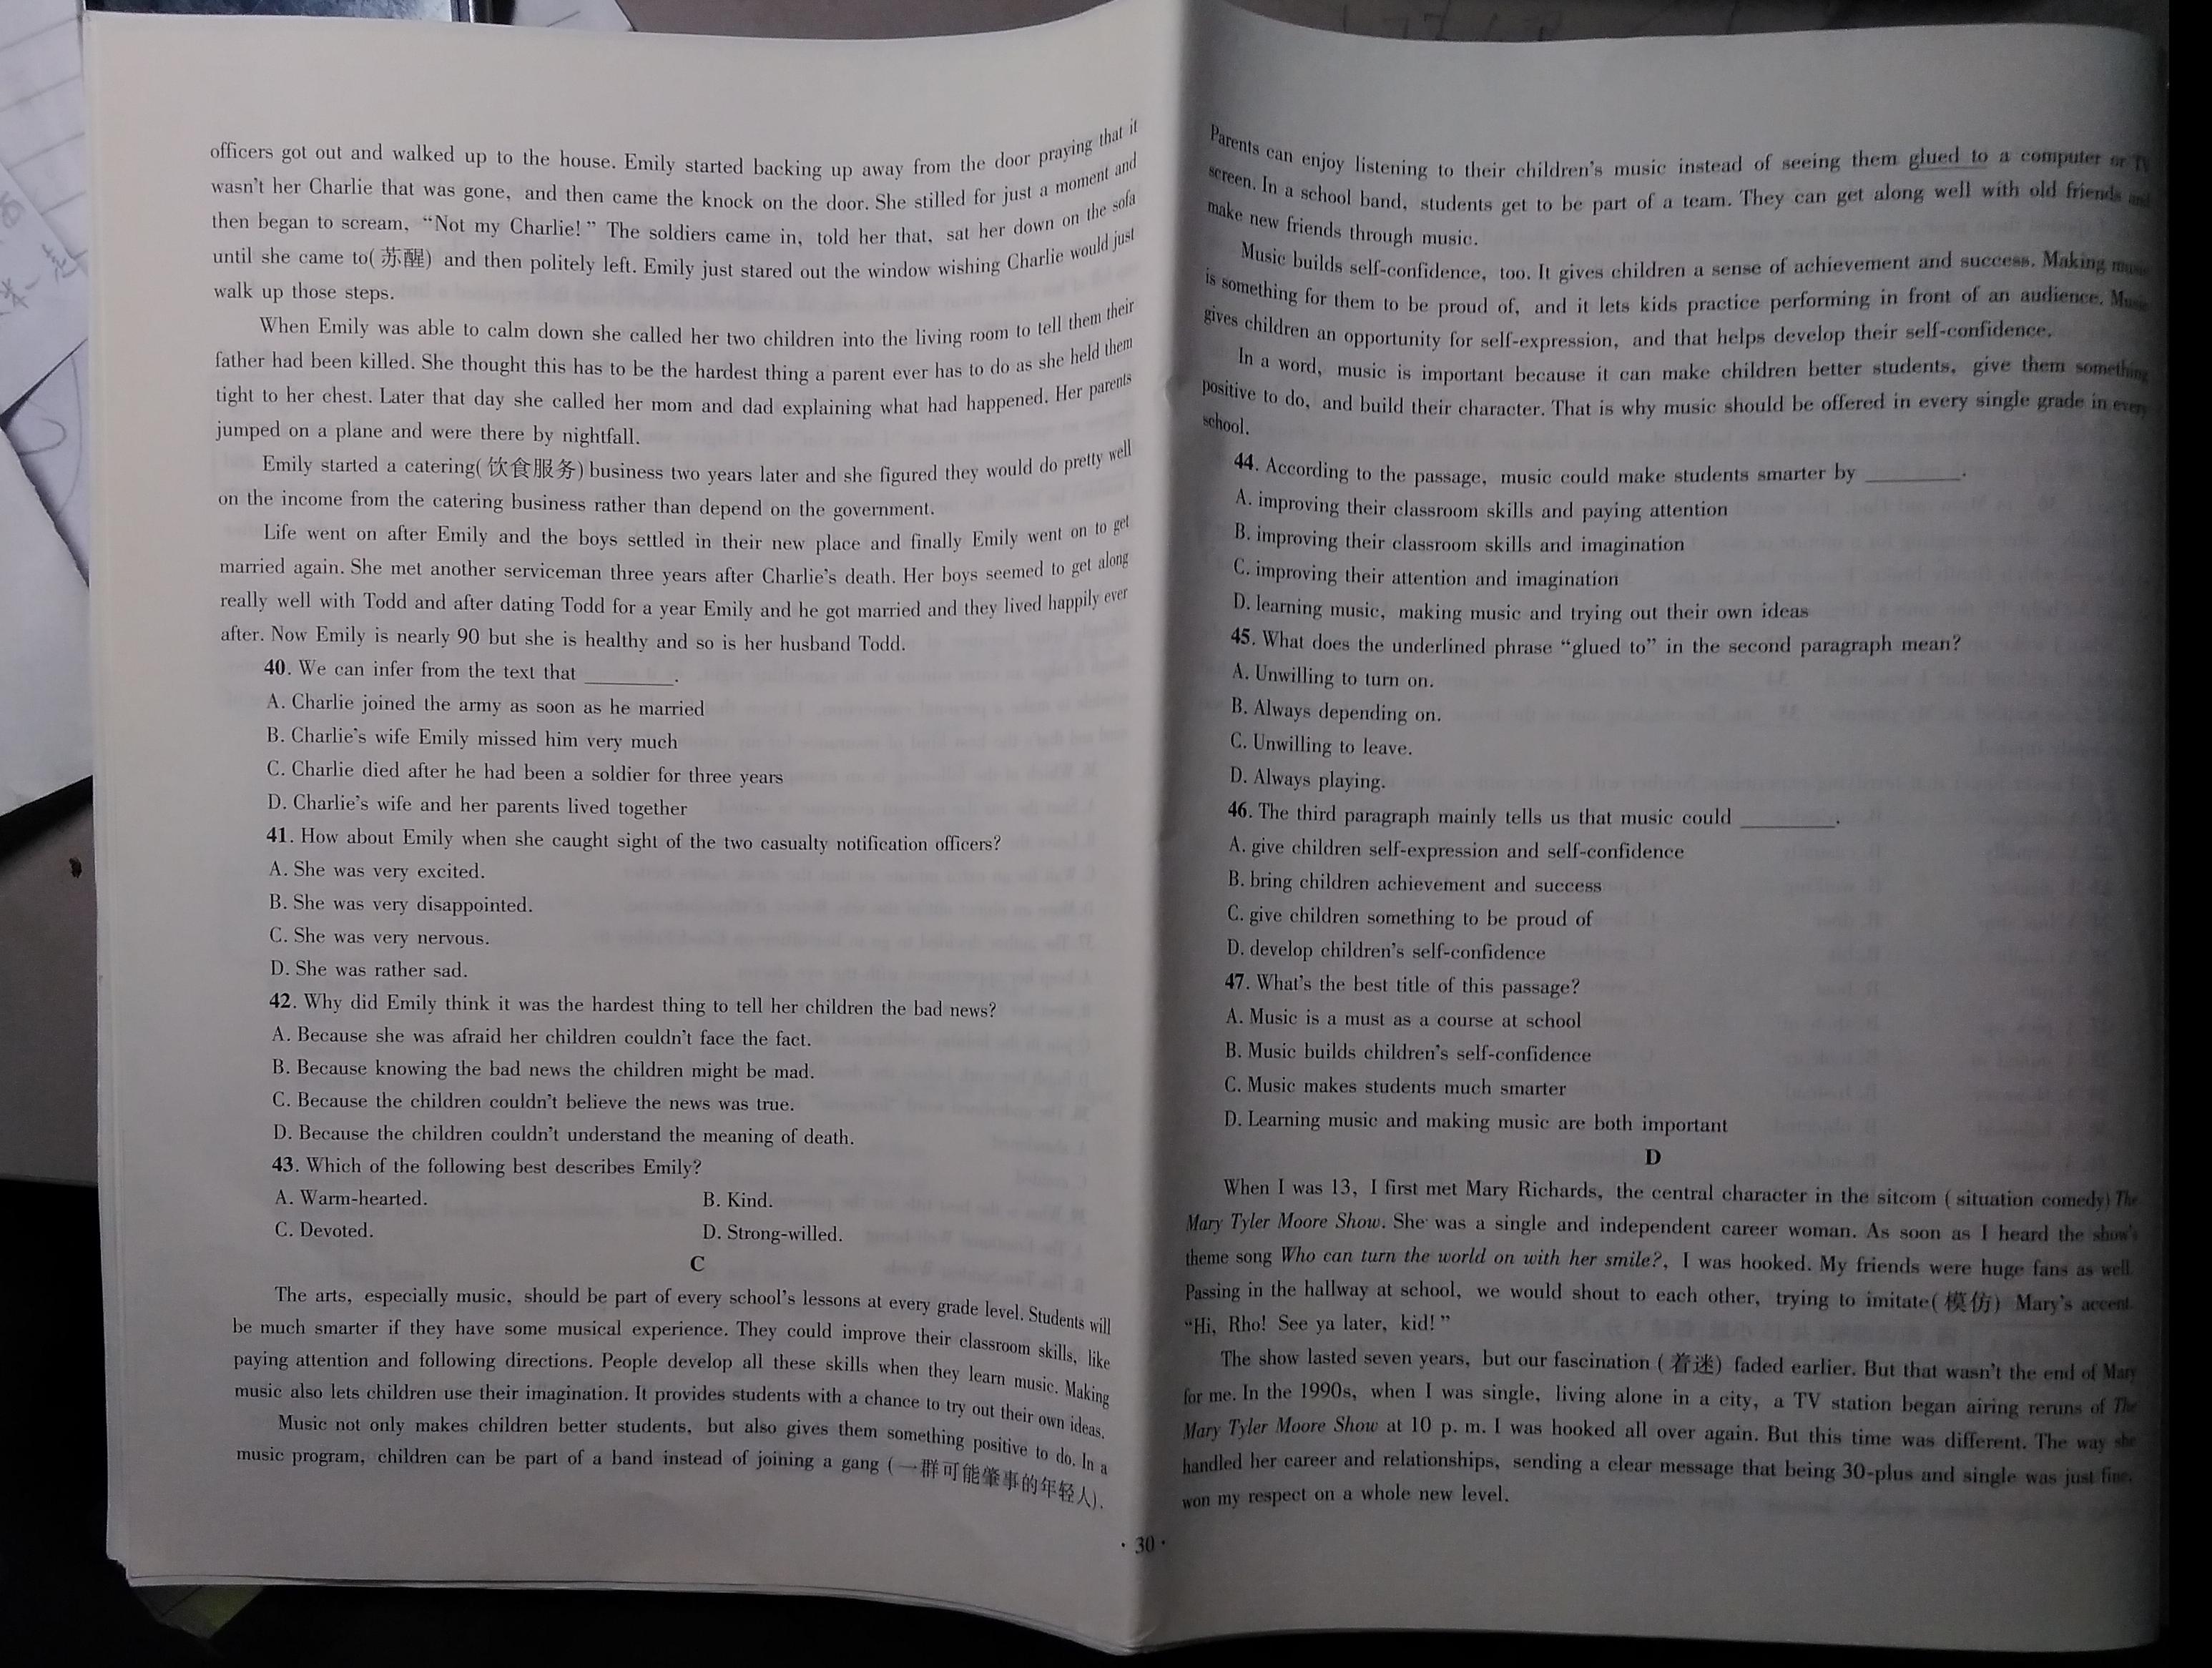 officers got out and walked up to the house. Emily started backing up away from the door praying that it
wasn't her Charlie that was gone, and then came the knock on the door. She stilled for just a moment and
then began to scream, “Not my Charlie!” The soldiers came in, told her that, sat her down on the sofa
until she came to(苏醒) and then politely left. Emily just stared out the window wishing Charlie would just
walk up those steps.
When Emily was able to calm down she called her two children into the living room to tell them their
father had been killed. She thought this has to be the hardest thing a parent ever has to do as she held them
tight to her chest. Later that day she called her mom and dad explaining what had happened. Her parents
jumped on a plane and were there by nightfall.
Emily started a catering(饮食服务)business two years later and she figured they would do pretty well
on the income from the catering business rather than depend on the government.
Life went on after Emily and the boys settled in their new place and finally Emily went on to get
married again. She met another serviceman three years after Charlie's death. Her boys seemed to get along
really well with Todd and after dating Todd for a year Emily and he got married and they lived happily ever
after. Now Emily is nearly 90 but she is healthy and so is her husband Todd.
40. We can infer from the text that ________.
A. Charlie joined the army as soon as he married
B. Charlie's wife Emily missed him very much
C. Charlie died after he had been a soldier for three years
D. Charlie's wife and her parents lived together
41. How about Emily when she caught sight of the two casualty notification officers?
A. She was very excited.
B. She was very disappointed.
C. She was very nervous.
D. She was rather sad.
42. Why did Emily think it was the hardest thing to tell her children the bad news?
A. Because she was afraid her children couldn't face the fact.
B. Because knowing the bad news the children might be mad.
C. Because the children couldn't believe the news was true.
D. Because the children couldn't understand the meaning of death.
43. Which of the following best describes Emily?
A. Warm-hearted. B. Kind.
C. Devoted. D. Strong-willed.
C
The arts, especially music, should be part of every school's lessons at every grade level. Students will
be much smarter if they have some musical experience. They could improve their classroom skills, like
paying attention and following directions. People develop all these skills when they learn music. Making
music also lets children use their imagination. It provides students with a chance to try out their own ideas.
Music not only makes children better students, but also gives them something positive to do. In a
music program, children can be part of a band instead of joining a gang (一群可能肇事的年轻人).
· 30 ·
Parents can enjoy listening to their children's music instead of seeing them glued to a computer or TV
screen. In a school band, students get to be part of a team. They can get along well with old friends and
make new friends through music.
Music builds self-confidence, too. It gives children a sense of achievement and success. Making music
is something for them to be proud of, and it lets kids practice performing in front of an audience. Music
gives children an opportunity for self-expression, and that helps develop their self-confidence.
In a word, music is important because it can make children better students, give them something
positive to do, and build their character. That is why music should be offered in every single grade in every
school.
44. According to the passage, music could make students smarter by ________.
A. improving their classroom skills and paying attention
B. improving their classroom skills and imagination
C. improving their attention and imagination
D. learning music, making music and trying out their own ideas
45. What does the underlined phrase “glued to” in the second paragraph mean?
A. Unwilling to turn on.
B. Always depending on.
C. Unwilling to leave.
D. Always playing.
46. The third paragraph mainly tells us that music could ________.
A. give children self-expression and self-confidence
B. bring children achievement and success
C. give children something to be proud of
D. develop children's self-confidence
47. What's the best title of this passage?
A. Music is a must as a course at school
B. Music builds children's self-confidence
C. Music makes students much smarter
D. Learning music and making music are both important
D
When I was 13, I first met Mary Richards, the central character in the sitcom (situation comedy) The
Mary Tyler Moore Show. She was a single and independent career woman. As soon as I heard the show's
theme song Who can turn the world on with her smile?, I was hooked. My friends were huge fans as well.
Passing in the hallway at school, we would shout to each other, trying to imitate(模仿) Mary's accent.
“Hi, Rho! See ya later, kid!”
The show lasted seven years, but our fascination (着迷) faded earlier. But that wasn't the end of Mary
for me. In the 1990s, when I was single, living alone in a city, a TV station began airing reruns of The
Mary Tyler Moore Show at 10 p. m. I was hooked all over again. But this time was different. The way she
handled her career and relationships, sending a clear message that being 30-plus and single was just fine,
won my respect on a whole new level.